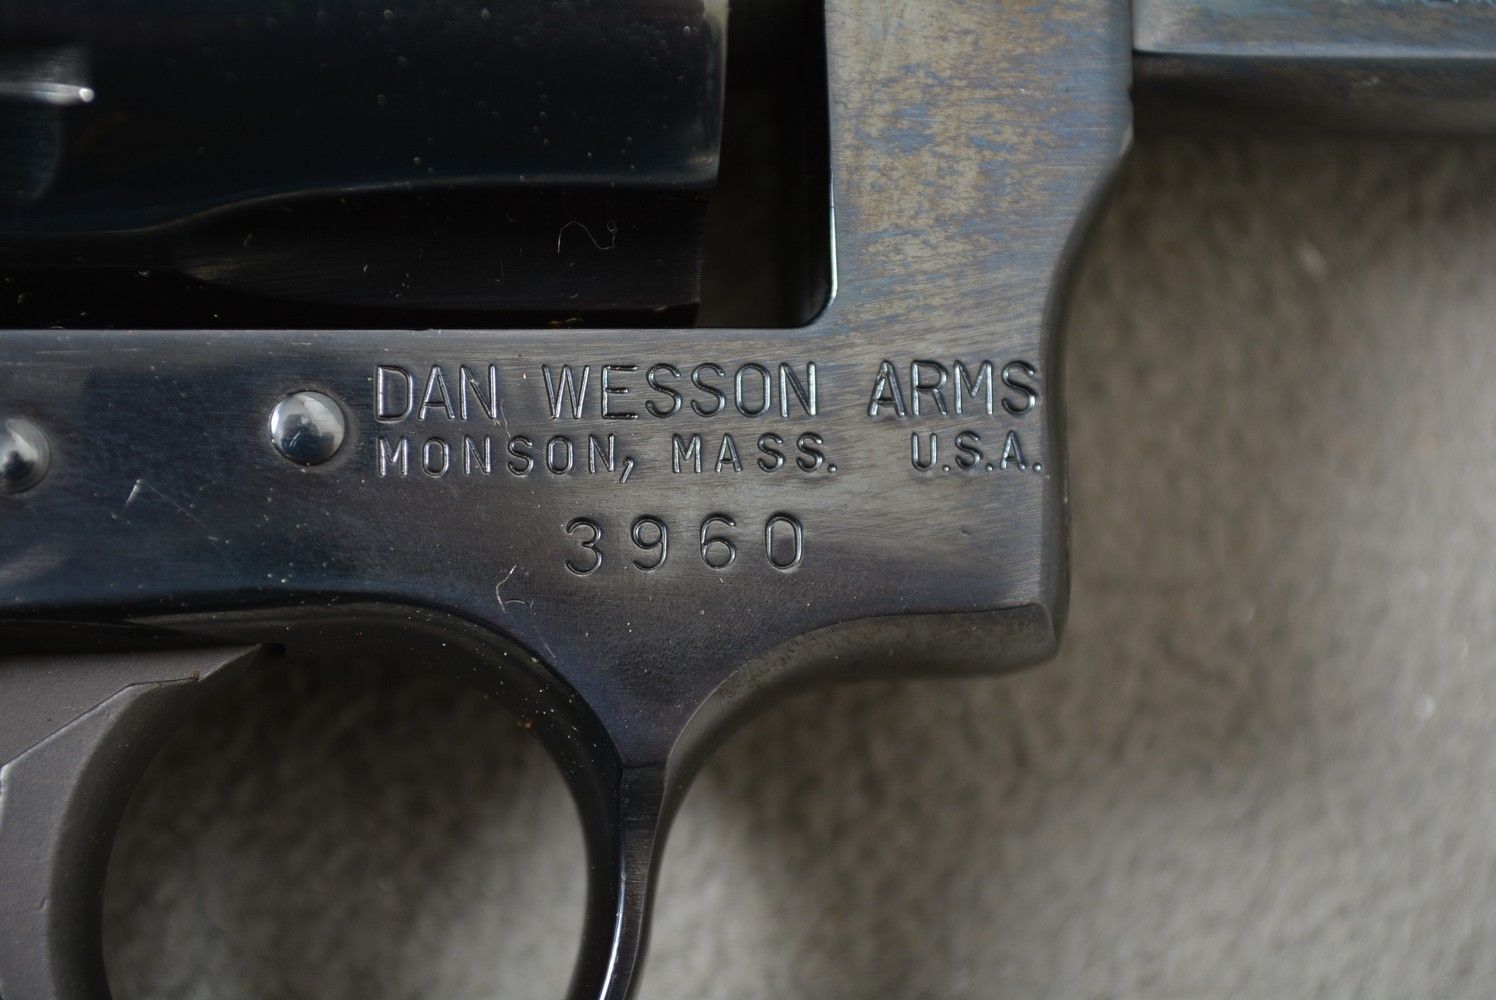 DAN WESSON ARMS
MONSON, MASS. U.S.A.
3960